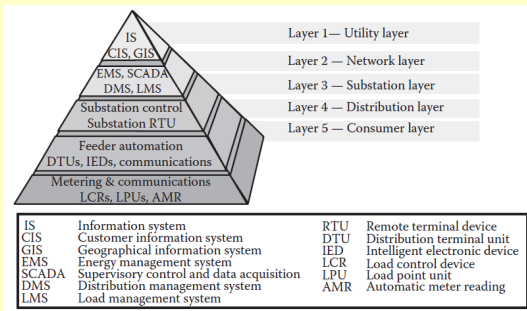 IS
CIS, GIS
EMS, SCADA
DMS, LMS
Substation control
Substation RTU
Feeder automation
DTUs, IEDs, communications
Metering & communications
LCRs, LPUs, AMR
Layer 1— Utility layer
Layer 2 — Network layer
Layer 3 — Substation layer
Layer 4 — Distribution layer
Layer 5 — Consumer layer
IS Information system
CIS Customer information system
GIS Geographical information system
EMS Energy management system
SCADA Supervisory control and data acquisition
DMS Distribution management system
LMS Load management system
RTU Remote terminal device
DTU Distribution terminal unit
IED Intelligent electronic device
LCR Load control device
LPU Load point unit
AMR Automatic meter reading